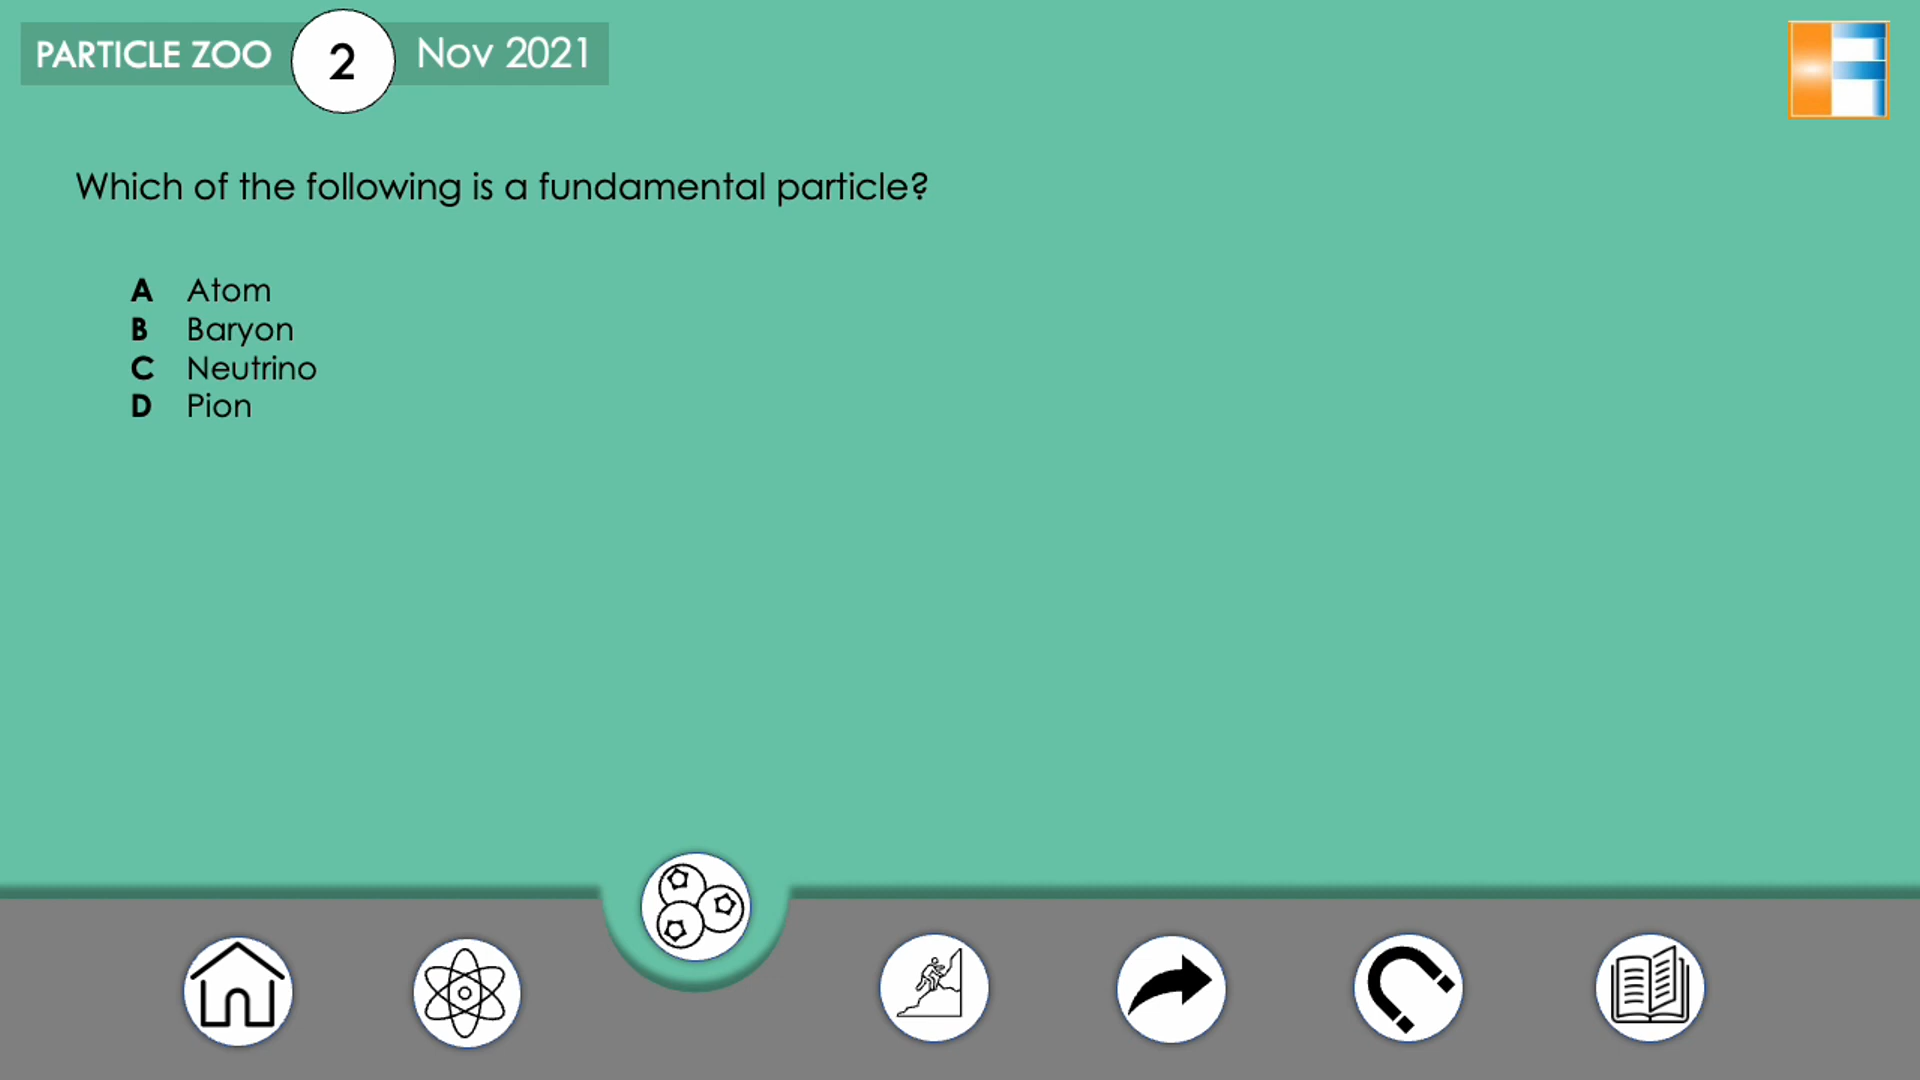 PARTICLE ZOO 2 Nov 2021
Which of the following is a fundamental particle?
A Atom
B Baryon
C Neutrino
D Pion